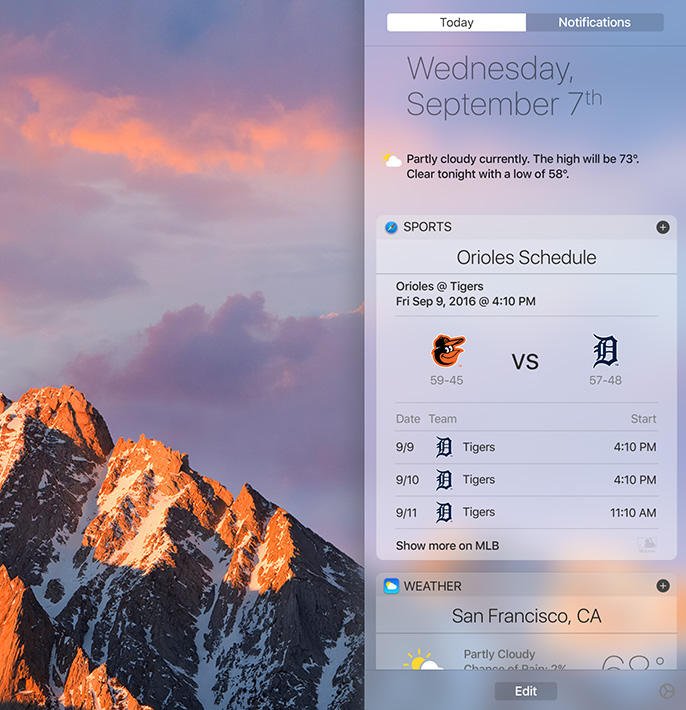 Today Notifications
Wednesday,
September 7th
Partly cloudy currently. The high will be 73°.
Clear tonight with a low of 58°.
SPORTS
Orioles Schedule
Orioles @ Tigers
Fri Sep 9, 2016 @ 4:10 PM
VS
59-45 57-48
Date Team Start
9/9 Tigers 4:10 PM
9/10 Tigers 4:10 PM
9/11 Tigers 11:10 AM
Show more on MLB
WEATHER
San Francisco, CA
Partly Cloudy
Chance of Rain: 2%
68°
Edit